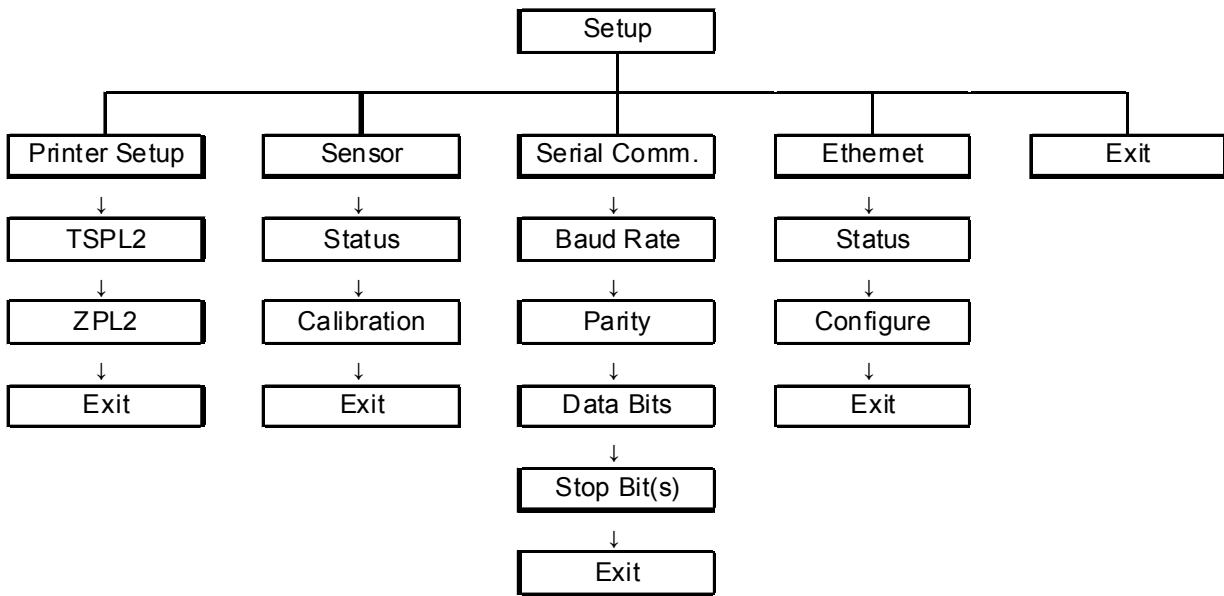 Setup
Printer Setup
Sensor
Serial Comm.
Ethernet
Exit
↓
↓
↓
↓
TSPL2
Status
Baud Rate
Status
↓
↓
↓
↓
ZPL2
Calibration
Parity
Configure
↓
↓
↓
↓
Exit
Exit
Data Bits
Exit
↓
Stop Bit(s)
↓
Exit